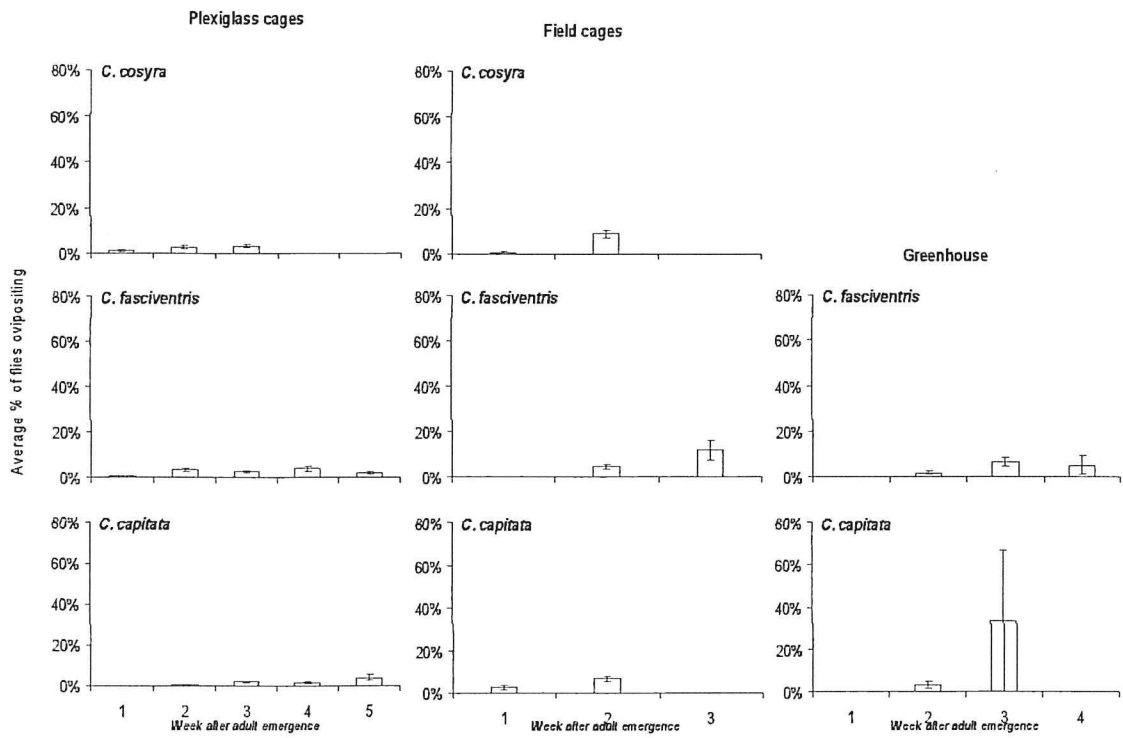 Plexiglass cages
Field cages
C. cosyra
80%
60%
40%
20%
0%
C. cosyra
80%
60%
40%
20%
0%
Greenhouse
Average % of flies ovipositing
C. fasciventris
80%
60%
40%
20%
0%
C. fasciventris
80%
60%
40%
20%
0%
C. fasciventris
80%
60%
40%
20%
0%
C. capitata
80%
60%
40%
20%
0%
1 2 3 4 5
Week after adult emergence
C. capitata
80%
60%
40%
20%
0%
1 2 3
Week after adult emergence
C. capitata
80%
60%
40%
20%
0%
1 2 3 4
Week after adult emergence